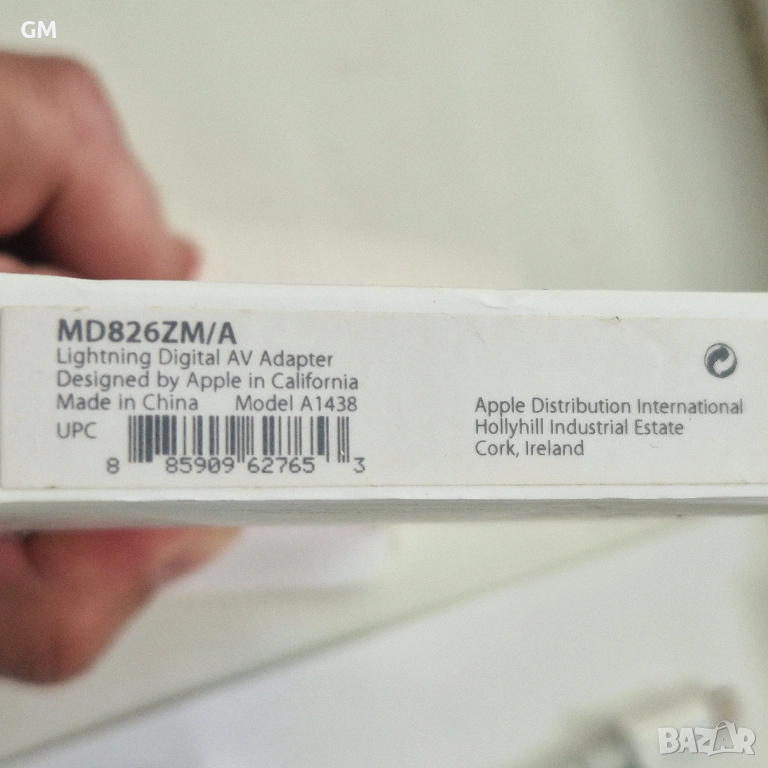 GM
MD826ZM/A
Lightning Digital AV Adapter
Designed by Apple in California
Made in China Model A1438
UPC
8 85909 62765 3
Apple Distribution International
Hollyhill Industrial Estate
Cork, Ireland
BAZAR